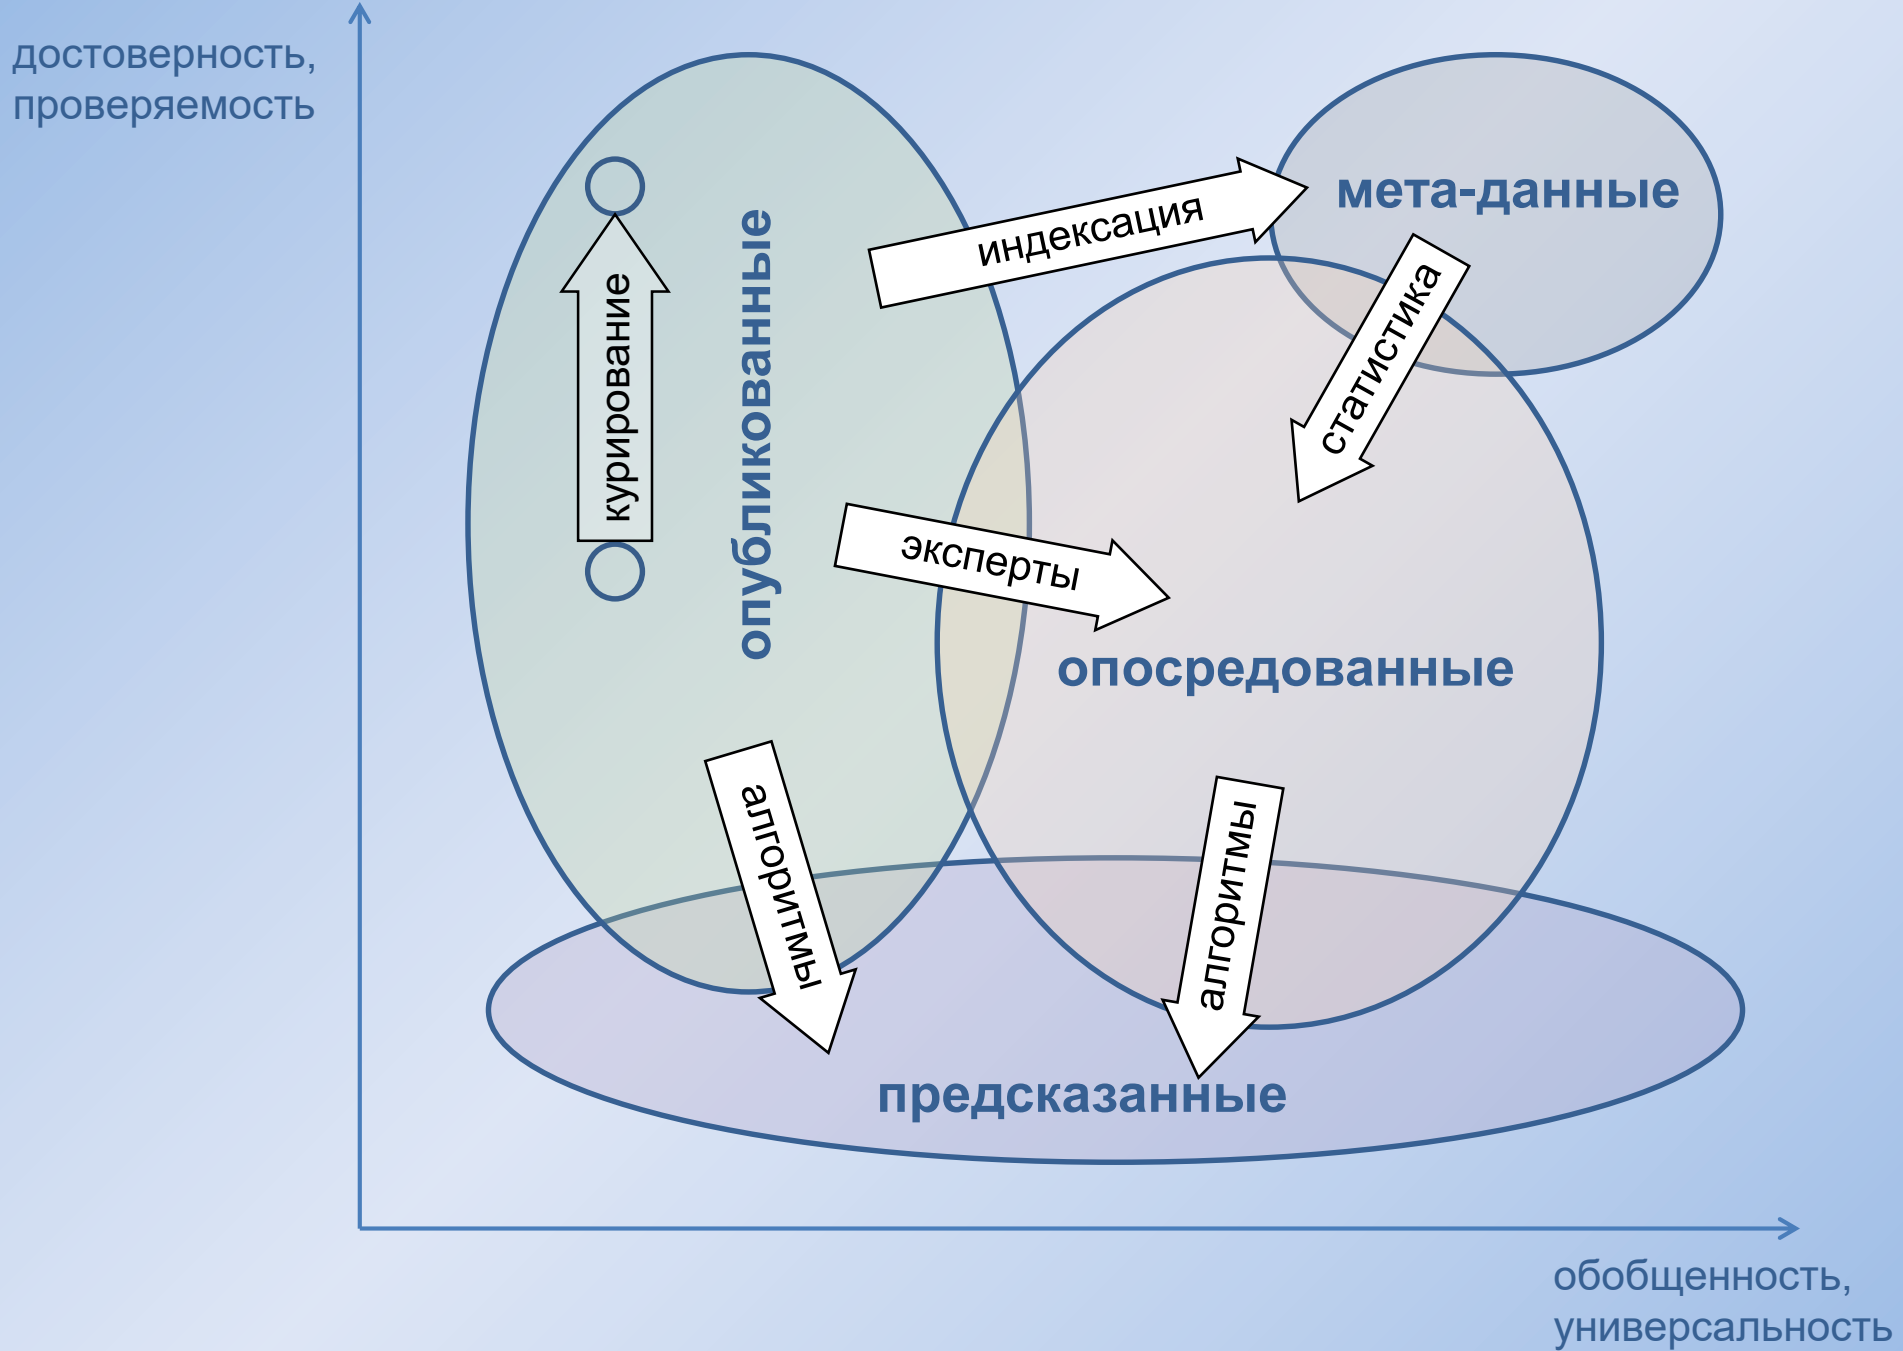 достоверность,
проверяемость
мета-данные
индексация
опубликованные
курирование
статистика
эксперты
опосредованные
алгоритмы
алгоритмы
предсказанные
обобщенность,
универсальность